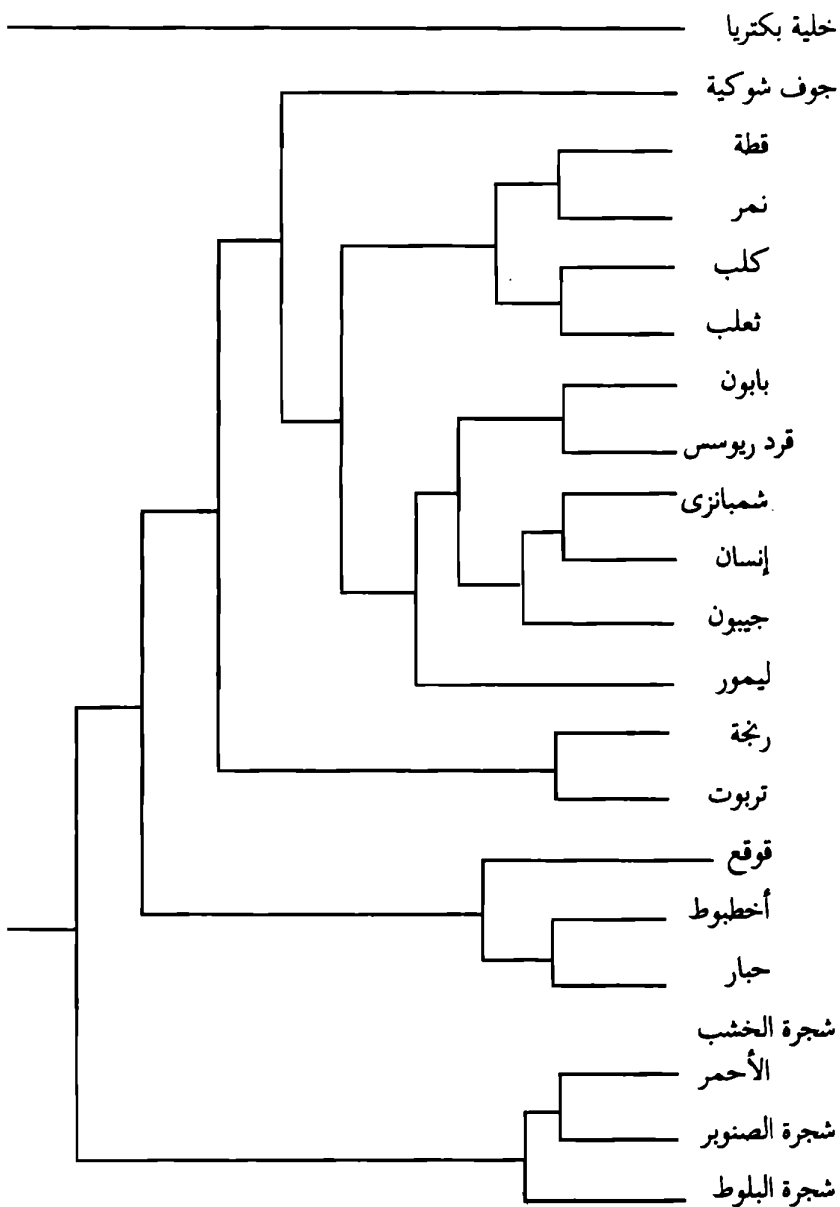 خلية بكتريا
جوف شوكية
قطة
نمر
كلب
ثعلب
بابون
قرد ريوسس
شمبانزى
إنسان
جيبون
ليمور
رنجة
تربوت
قوقع
أخطبوط
حبار
شجرة الخشب
الأحمر
شجرة الصنوبر
شجرة البلوط